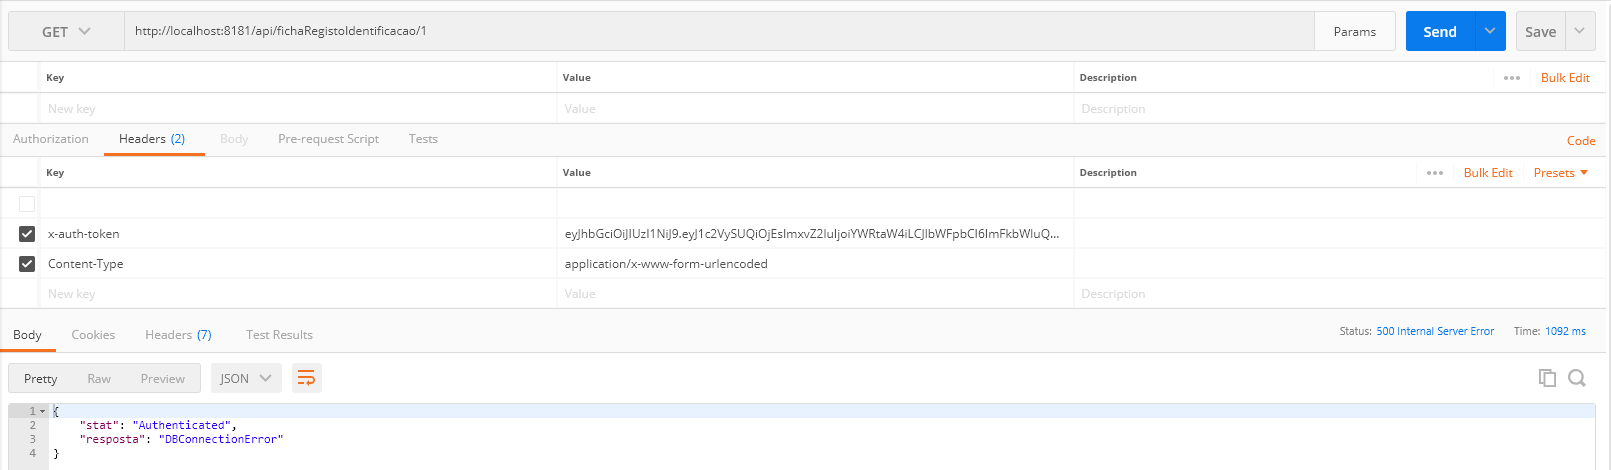 GET http://localhost:8181/api/fichaRegistoIdentificacao/1 Params Send Save
Key Value Description ••• Bulk Edit
New key Value Description
Authorization Headers (2) Body Pre-request Script Tests Code
Key Value Description ••• Bulk Edit Presets
x-auth-token eyJhbGciOiJIUzI1NiJ9.eyJ1c2VySUQiOjEsImxvZ2luIjoiYWRtaW4iLCJlbWFpbCI6ImFkbWluQ...
Content-Type application/x-www-form-urlencoded
New key Value Description
Body Cookies Headers (7) Test Results Status: 500 Internal Server Error Time: 1092 ms
Pretty Raw Preview JSON
1 {
2 "stat": "Authenticated",
3 "resposta": "DBConnectionError"
4 }